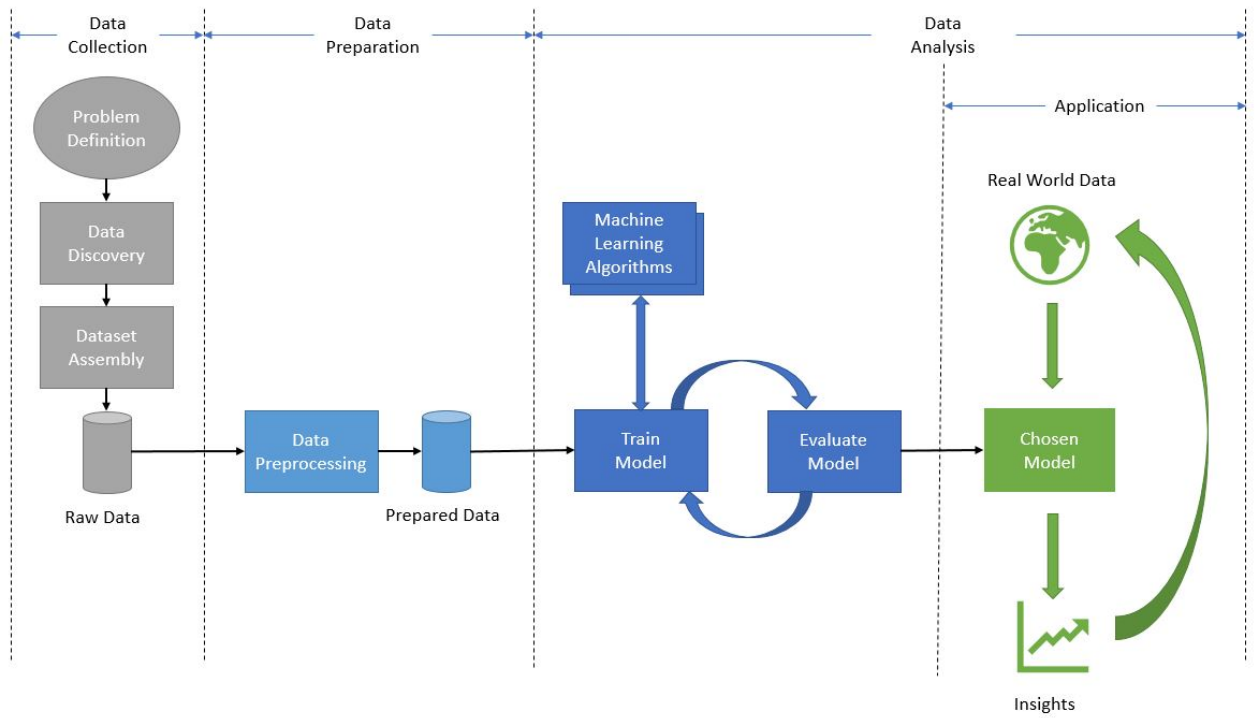 Data
Collection
Data
Preparation
Data
Analysis
Application
Problem
Definition
Data
Discovery
Dataset
Assembly
Raw Data
Data
Preprocessing
Prepared Data
Machine
Learning
Algorithms
Train
Model
Evaluate
Model
Real World Data
Chosen
Model
Insights